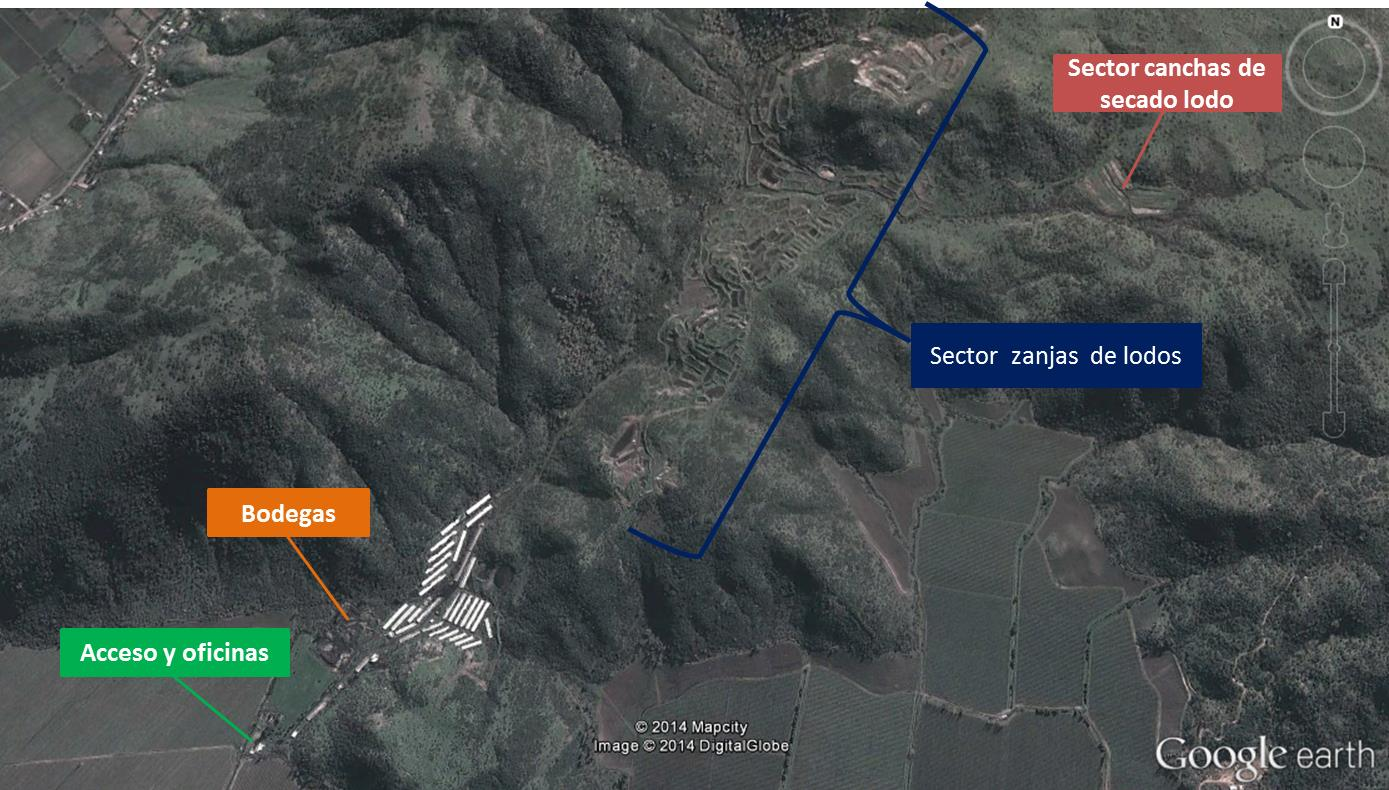 N
Sector canchas de
secado lodo
Sector zanjas de lodos
Bodegas
Acceso y oficinas
© 2014 Mapcity
Image © 2014 DigitalGlobe
Google earth